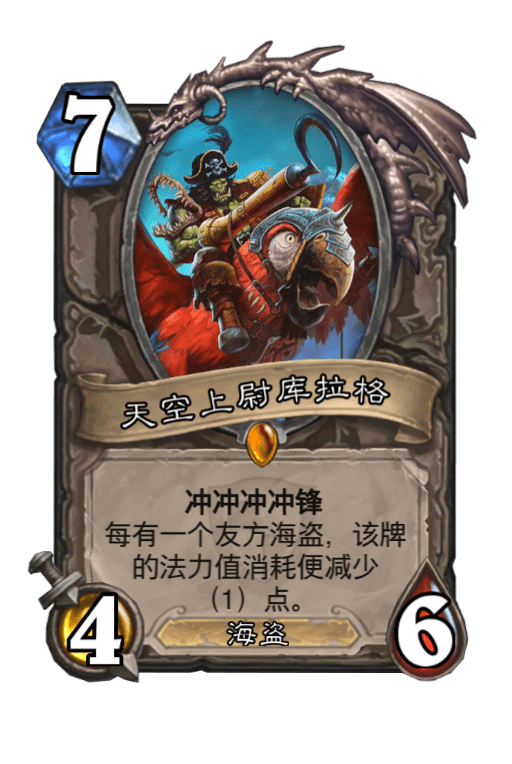 7
天空上尉库拉格
冲冲冲冲锋
每有一个友方海盗，该牌
的法力值消耗便减少
（1）点。
4
海盗
6